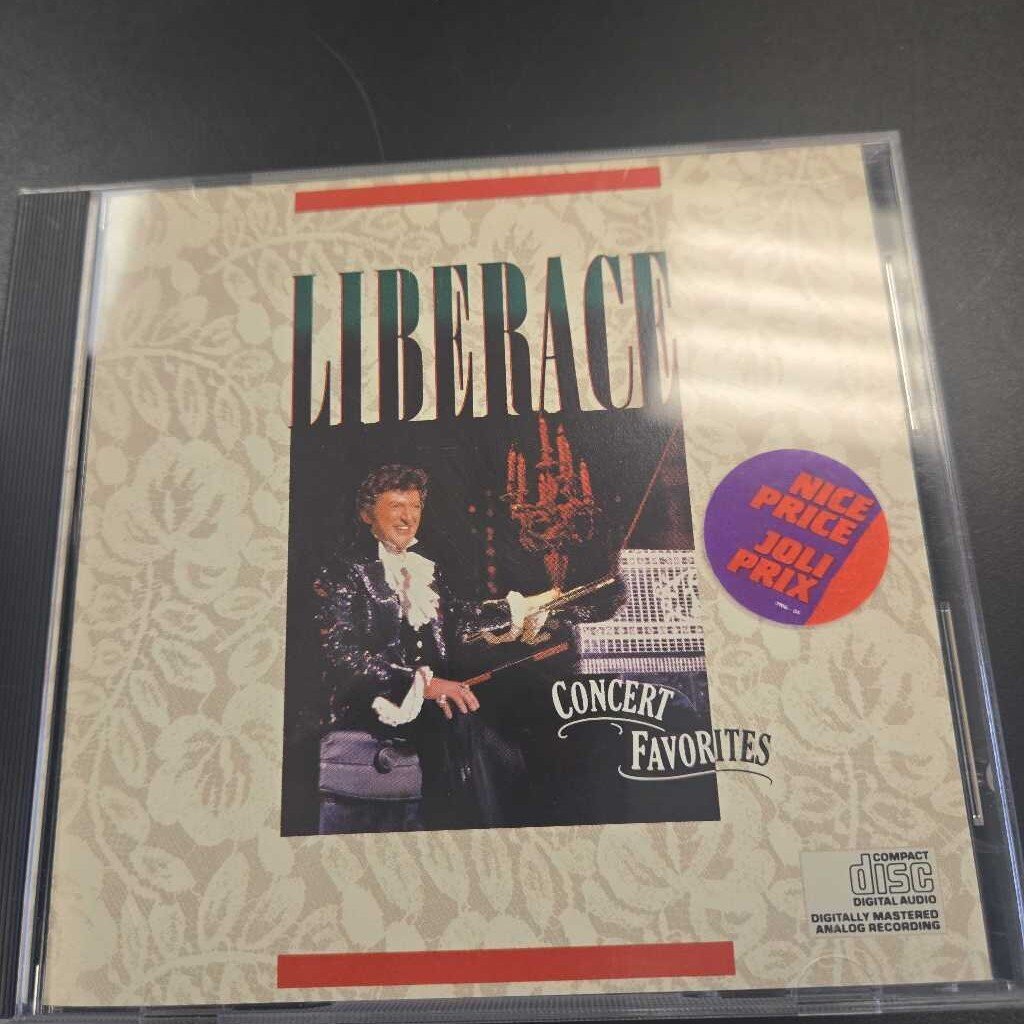 LIBERACE
NICE
PRICE
JOLI
PRIX
CONCERT
FAVORITES
COMPACT
disc
DIGITAL AUDIO
DIGITALLY MASTERED
ANALOG RECORDING